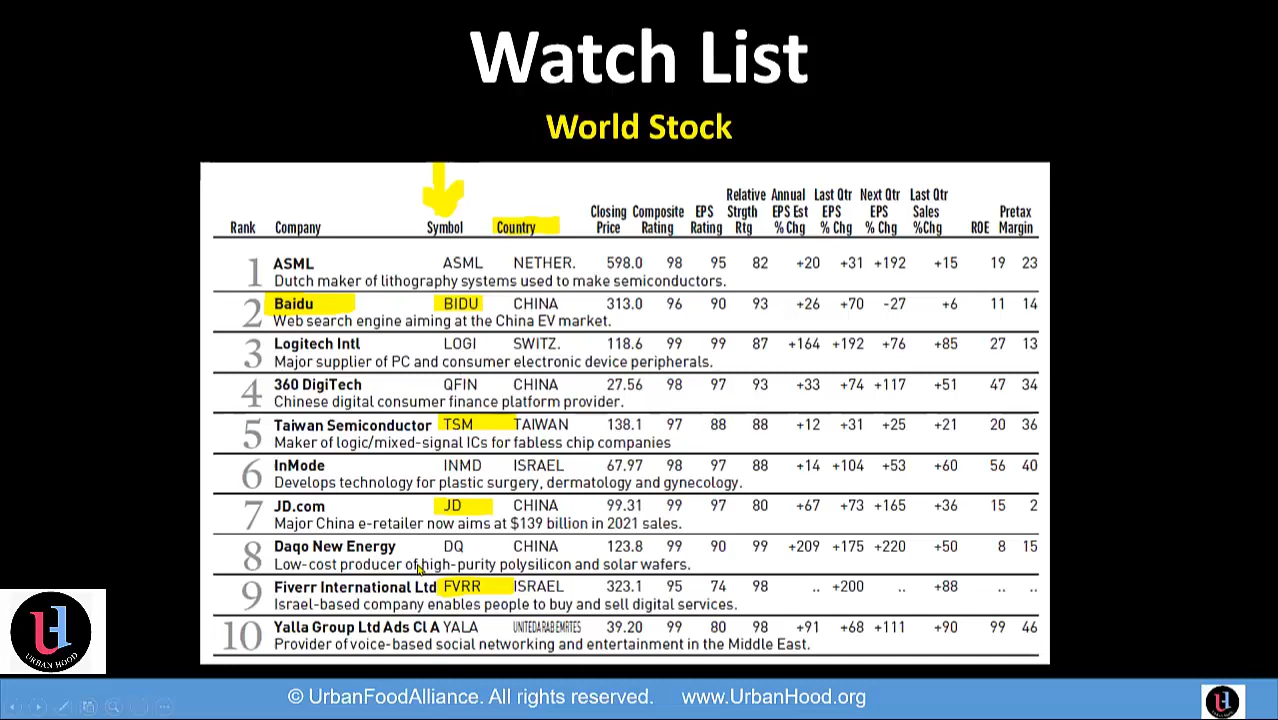 Watch List
World Stock
Relative Annual Last Qtr Next Qtr Last Qtr
Closing Composite EPS Strgth EPS Est EPS EPS Sales Pretax
Rank Company Symbol Country Price Rating Rating Rtg % Chg % Chg % Chg %Chg ROE Margin
1 ASML ASML NETHER. 598.0 98 95 82 +20 +31 +192 +15 19 23
Dutch maker of lithography systems used to make semiconductors.
2 Baidu BIDU CHINA 313.0 96 90 93 +26 +70 -27 +6 11 14
Web search engine aiming at the China EV market.
3 Logitech Intl LOGI SWITZ. 118.6 99 99 87 +164 +192 +76 +85 27 13
Major supplier of PC and consumer electronic device peripherals.
4 360 DigiTech QFIN CHINA 27.56 98 97 93 +33 +74 +117 +51 47 34
Chinese digital consumer finance platform provider.
5 Taiwan Semiconductor TSM TAIWAN 138.1 97 88 88 +12 +31 +25 +21 20 36
Maker of logic/mixed-signal ICs for fabless chip companies
6 InMode INMD ISRAEL 67.97 98 97 88 +14 +104 +53 +60 56 40
Develops technology for plastic surgery, dermatology and gynecology.
7 JD.com JD CHINA 99.31 99 97 80 +67 +73 +165 +36 15 2
Major China e-retailer now aims at $139 billion in 2021 sales.
8 Daqo New Energy DQ CHINA 123.8 99 90 99 +209 +175 +220 +50 8 15
Low-cost producer of high-purity polysilicon and solar wafers.
9 Fiverr International Ltd FVRR ISRAEL 323.1 95 74 98 .. +200 .. +88 .. ..
Israel-based company enables people to buy and sell digital services.
10 Yalla Group Ltd Ads Cl A YALA UNITED ARAB EMRTES 39.20 99 80 98 +91 +68 +111 +90 99 46
Provider of voice-based social networking and entertainment in the Middle East.
URBAN HOOD
© UrbanFoodAlliance. All rights reserved. www.UrbanHood.org